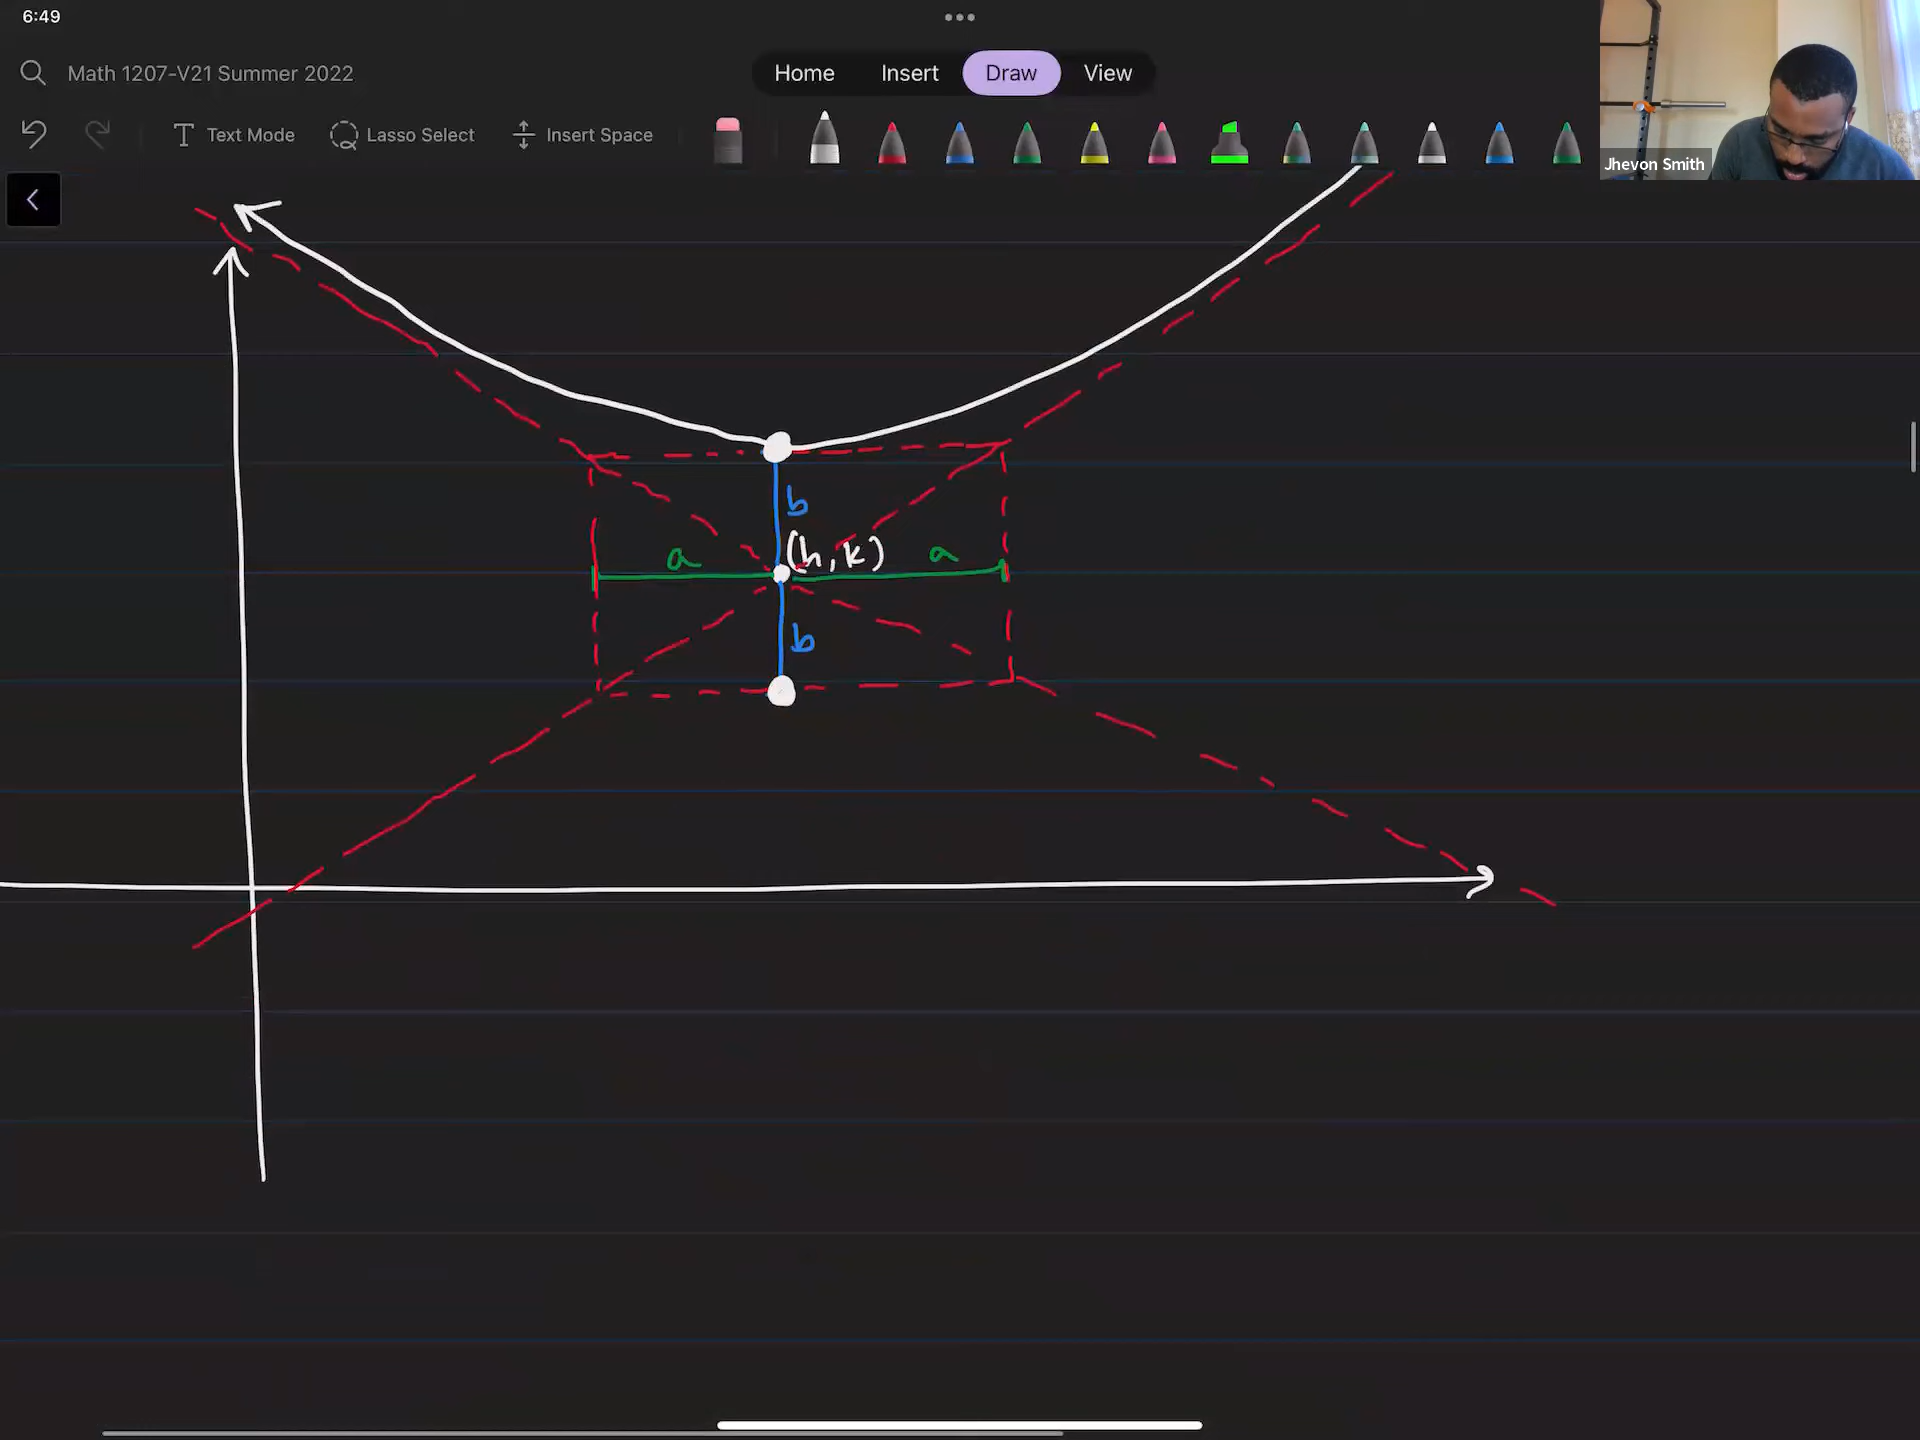 6:49
Math 1207-V21 Summer 2022
Home Insert Draw View
Text Mode Lasso Select Insert Space
Jhevon Smith
b
(h, k)
a a
b